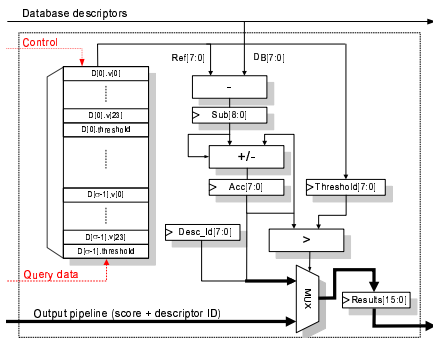 Database descriptors
Control
D[0].v[0]
Ref[7:0]
DB[7:0]
-
D[0].v[23]
Sub[8:0]
D[0].threshold
+/-
D[σ-1].v[0]
Acc[7:0]
Threshold[7:0]
D[σ-1].v[23]
Desc_Id[7:0]
D[σ-1].threshold
>
Query data
MUX
Results[15:0]
Output pipeline (score + descriptor ID)